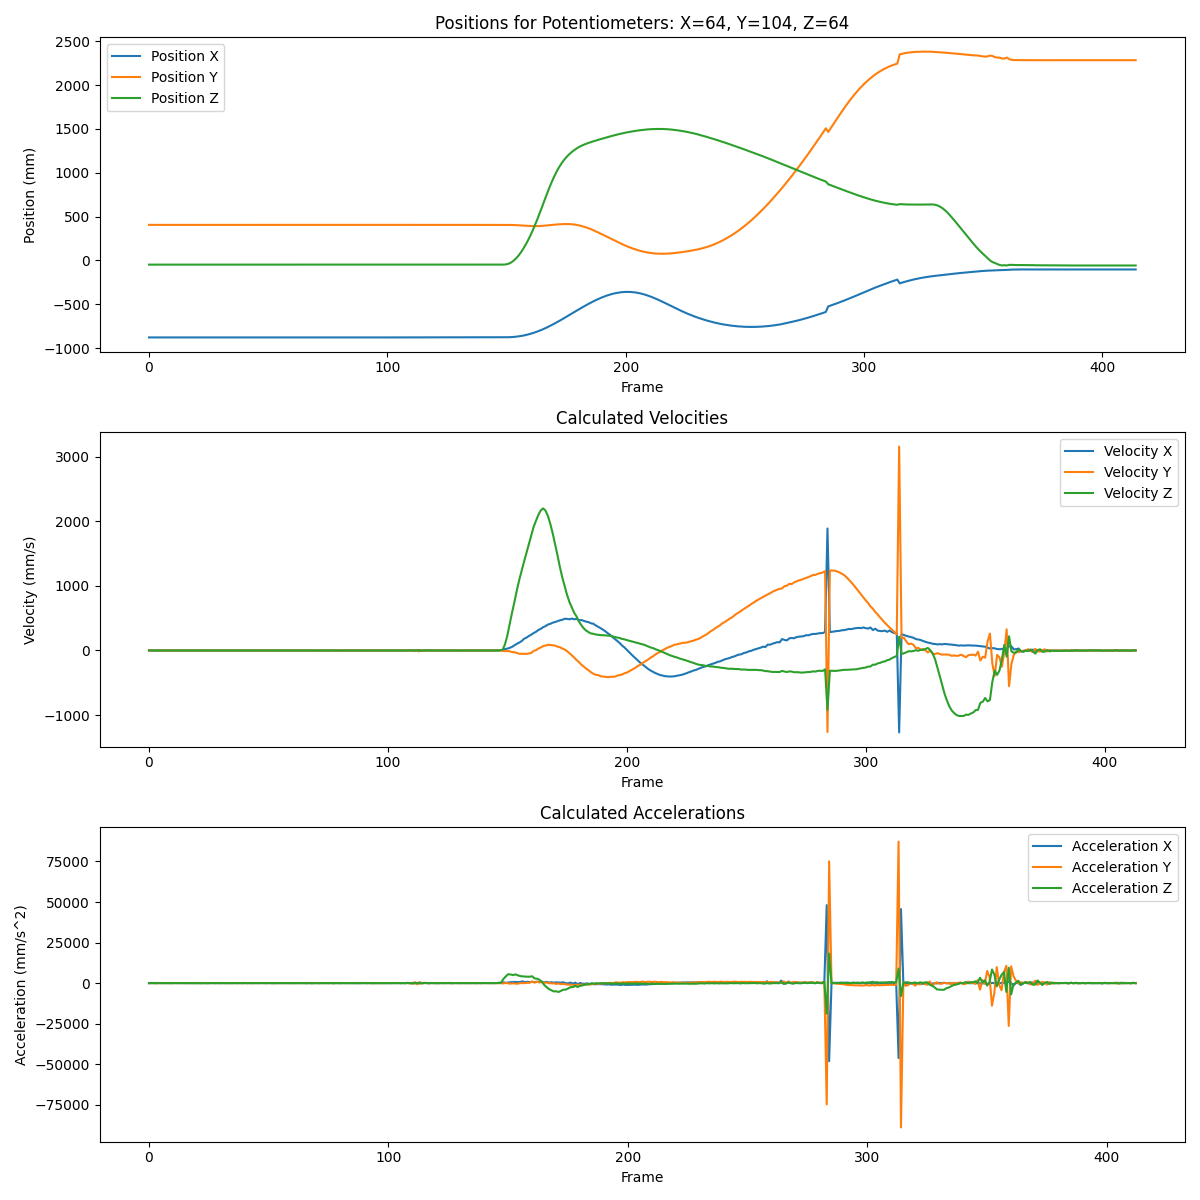 Positions for Potentiometers: X=64, Y=104, Z=64
Position (mm)
2500
2000
1500
1000
500
0
−500
−1000
Position X
Position Y
Position Z
0 100 200 300 400
Frame
Calculated Velocities
Velocity (mm/s)
3000
2000
1000
0
−1000
Velocity X
Velocity Y
Velocity Z
0 100 200 300 400
Frame
Calculated Accelerations
Acceleration (mm/s^2)
75000
50000
25000
0
−25000
−50000
−75000
Acceleration X
Acceleration Y
Acceleration Z
0 100 200 300 400
Frame